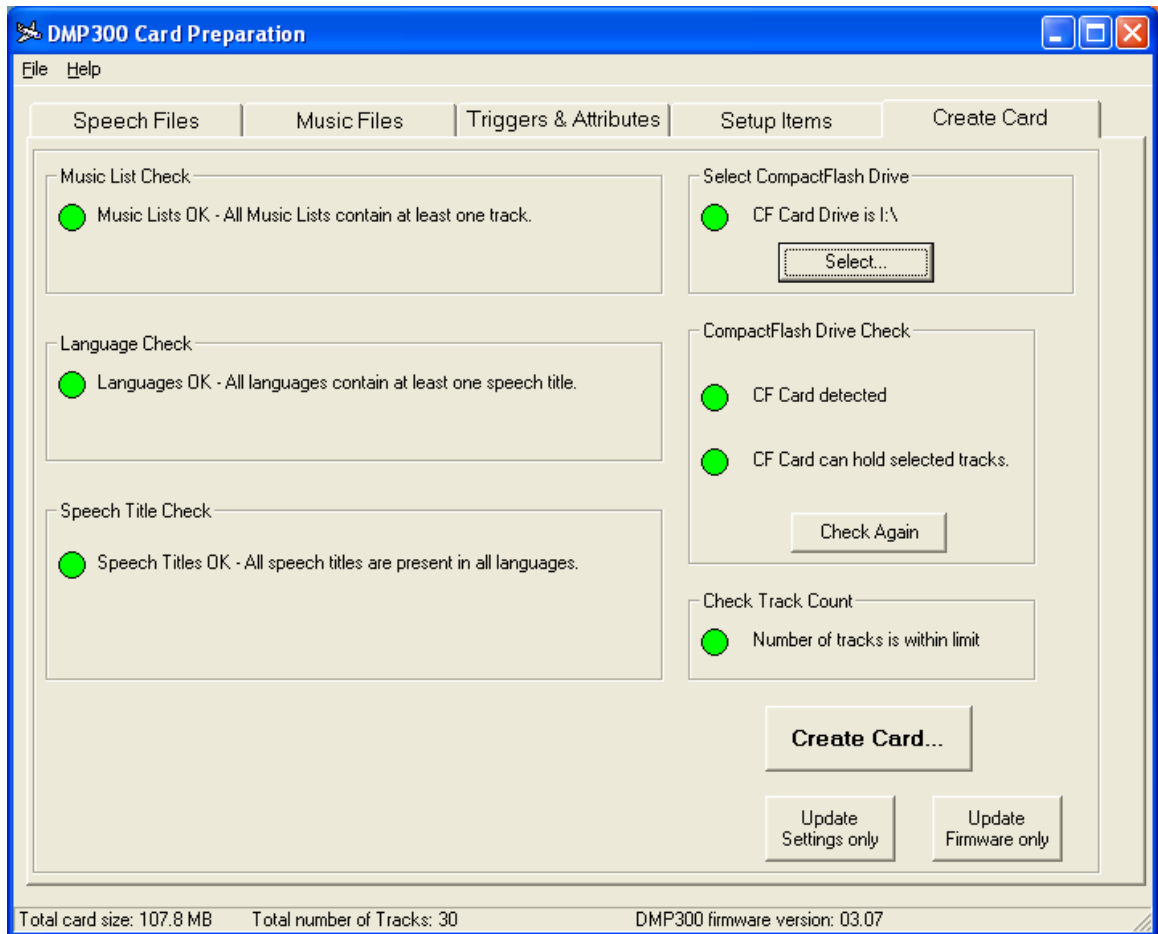 DMP300 Card Preparation
File Help
Speech Files Music Files Triggers & Attributes Setup Items Create Card
Music List Check
Music Lists OK - All Music Lists contain at least one track.
Language Check
Languages OK - All languages contain at least one speech title.
Speech Title Check
Speech Titles OK - All speech titles are present in all languages.
Select CompactFlash Drive
CF Card Drive is I:\
Select...
CompactFlash Drive Check
CF Card detected
CF Card can hold selected tracks.
Check Again
Check Track Count
Number of tracks is within limit
Create Card...
Update
Settings only
Update
Firmware only
Total card size: 107.8 MB Total number of Tracks: 30 DMP300 firmware version: 03.07